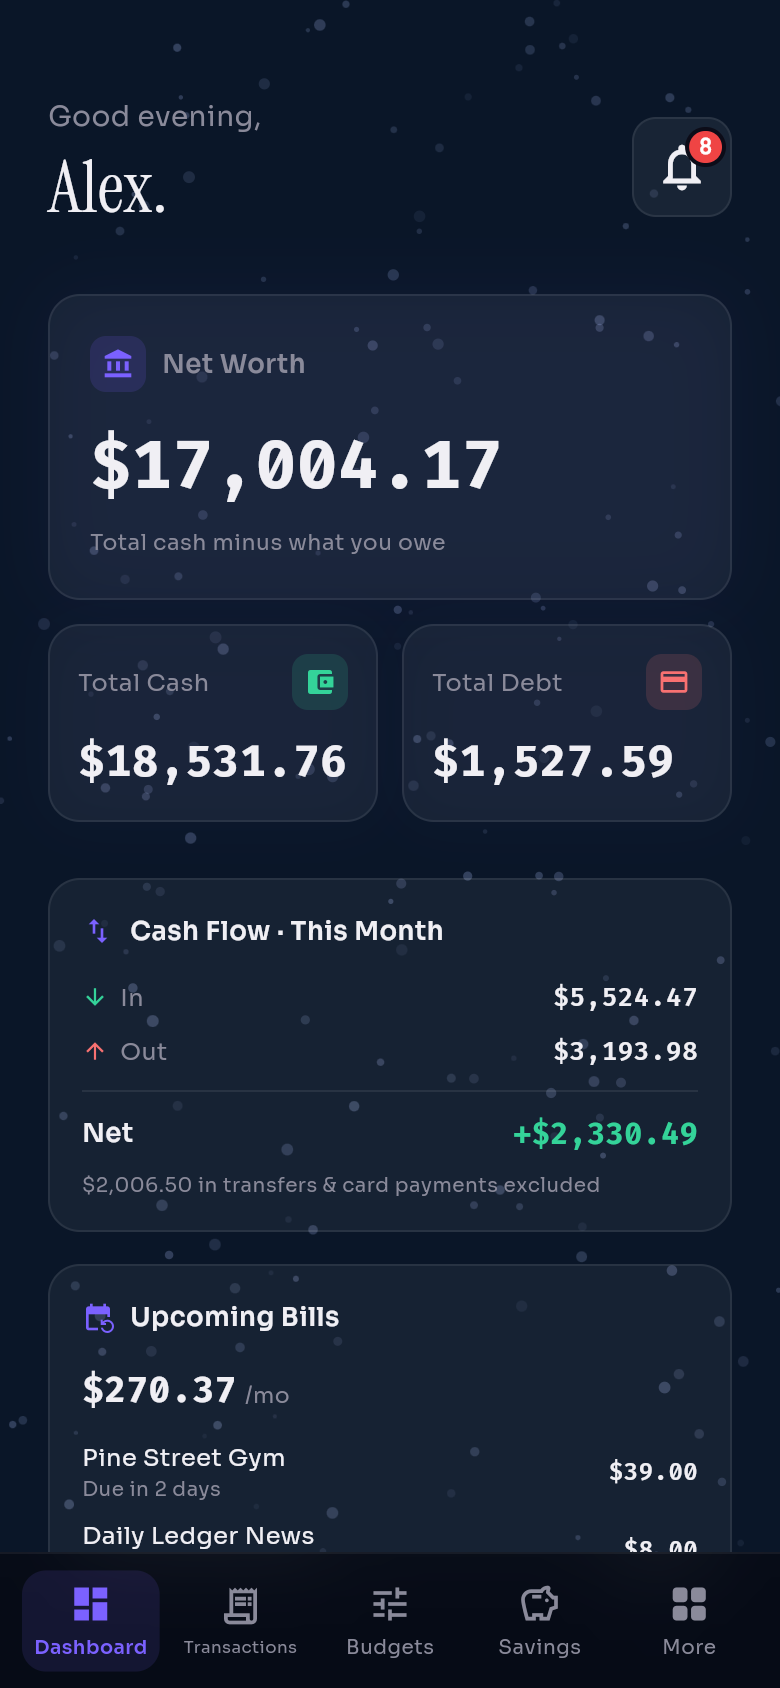 Good evening,
Alex.
8
Net Worth
$17,004.17
Total cash minus what you owe
Total Cash
$18,531.76
Total Debt
$1,527.59
Cash Flow · This Month
In $5,524.47
Out $3,193.98
Net +$2,330.49
$2,006.50 in transfers & card payments excluded
Upcoming Bills
$270.37 /mo
Pine Street Gym $39.00
Due in 2 days
Daily Ledger News $8.00
Dashboard Transactions Budgets Savings More